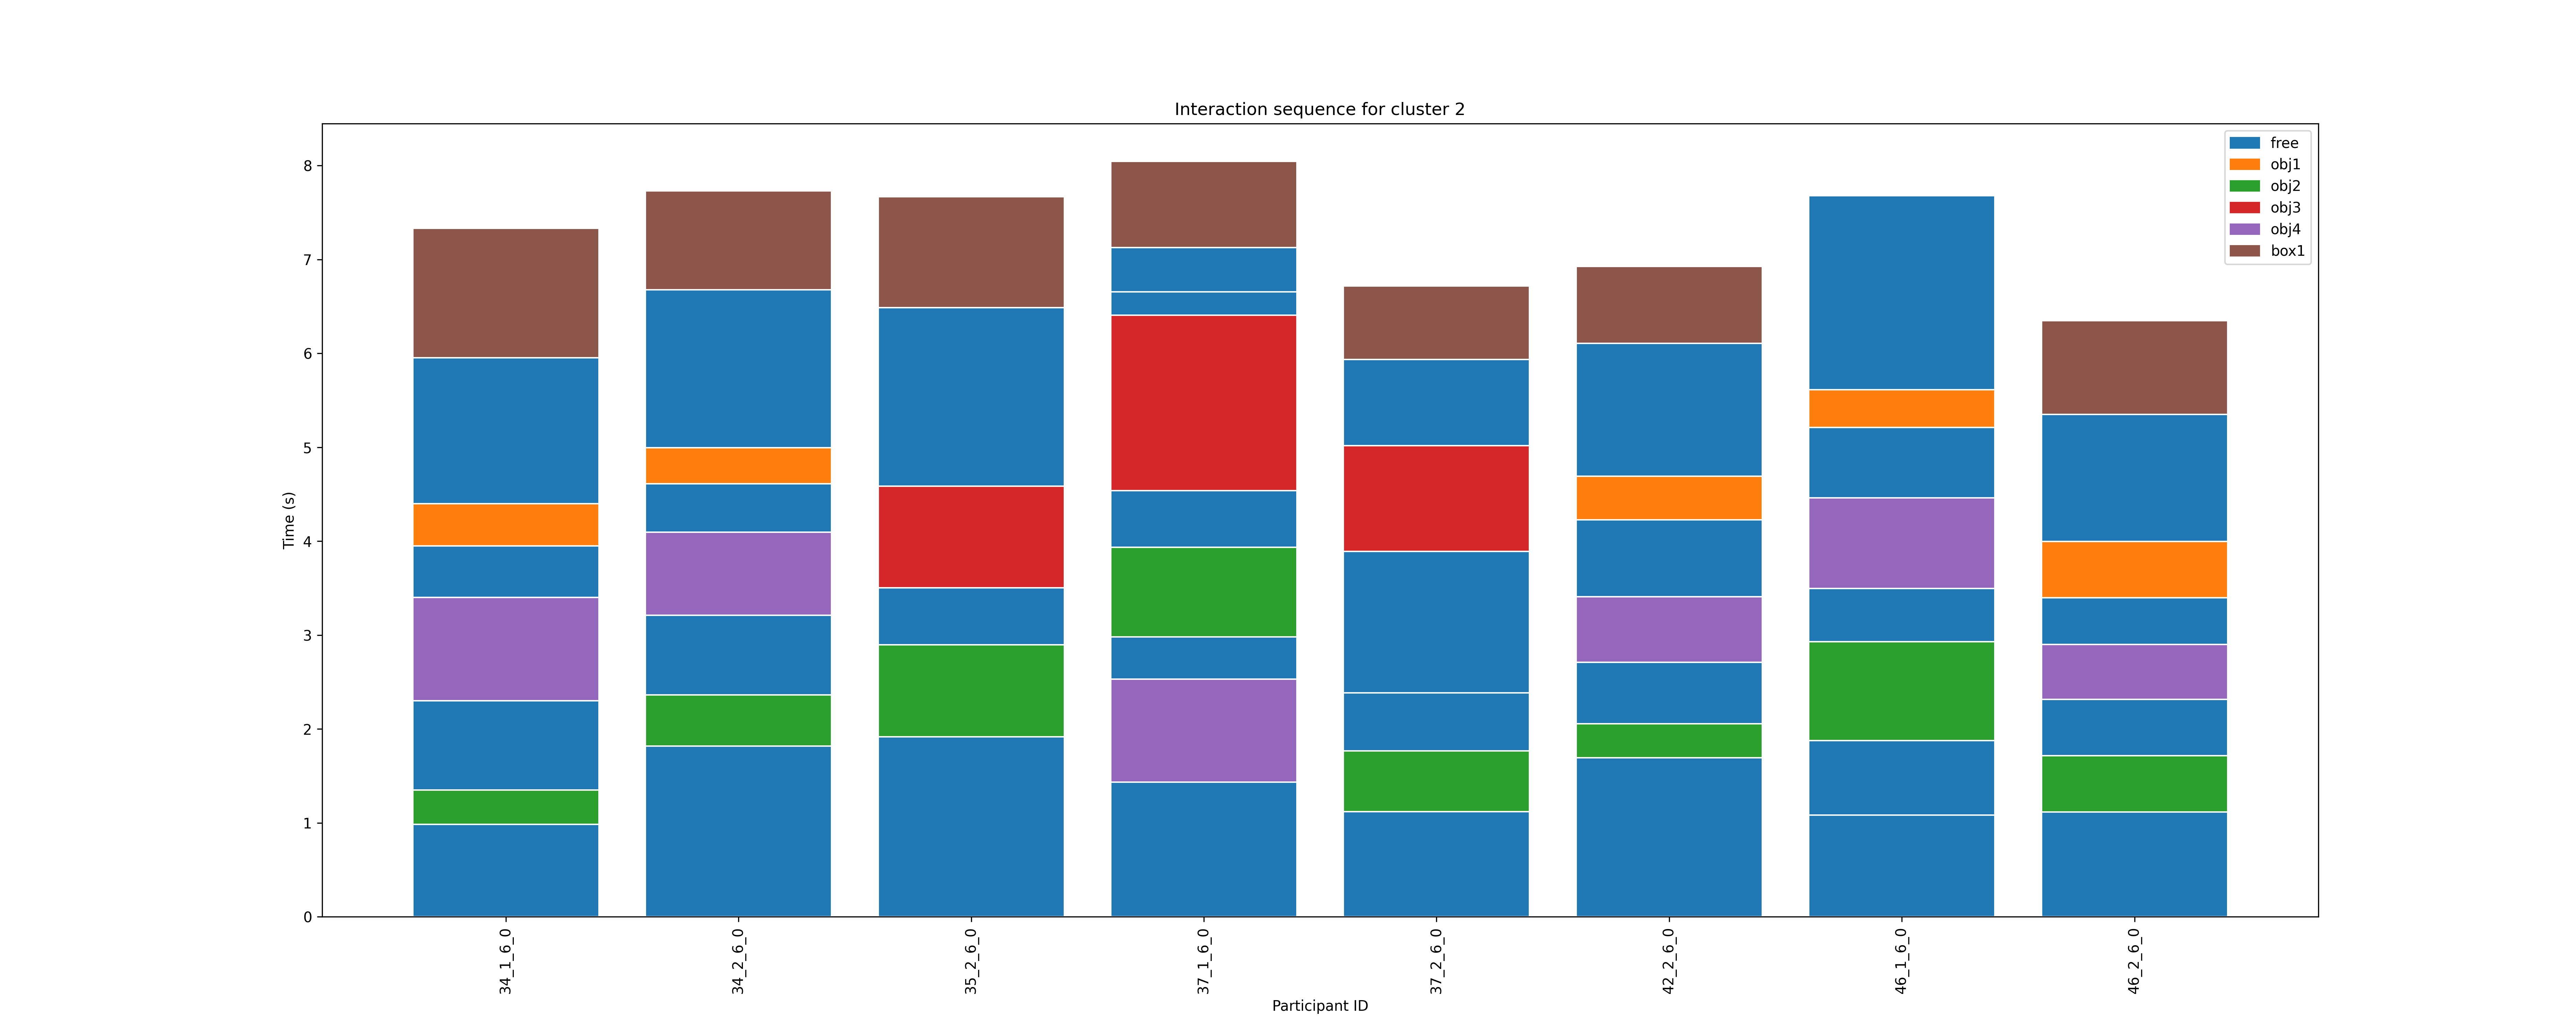 Interaction sequence for cluster 2
free
obj1
obj2
obj3
obj4
box1
Time (s)
8
7
6
5
4
3
2
1
0
34_1_6_0
34_2_6_0
35_2_6_0
37_1_6_0
37_2_6_0
42_2_6_0
46_1_6_0
46_2_6_0
Participant ID